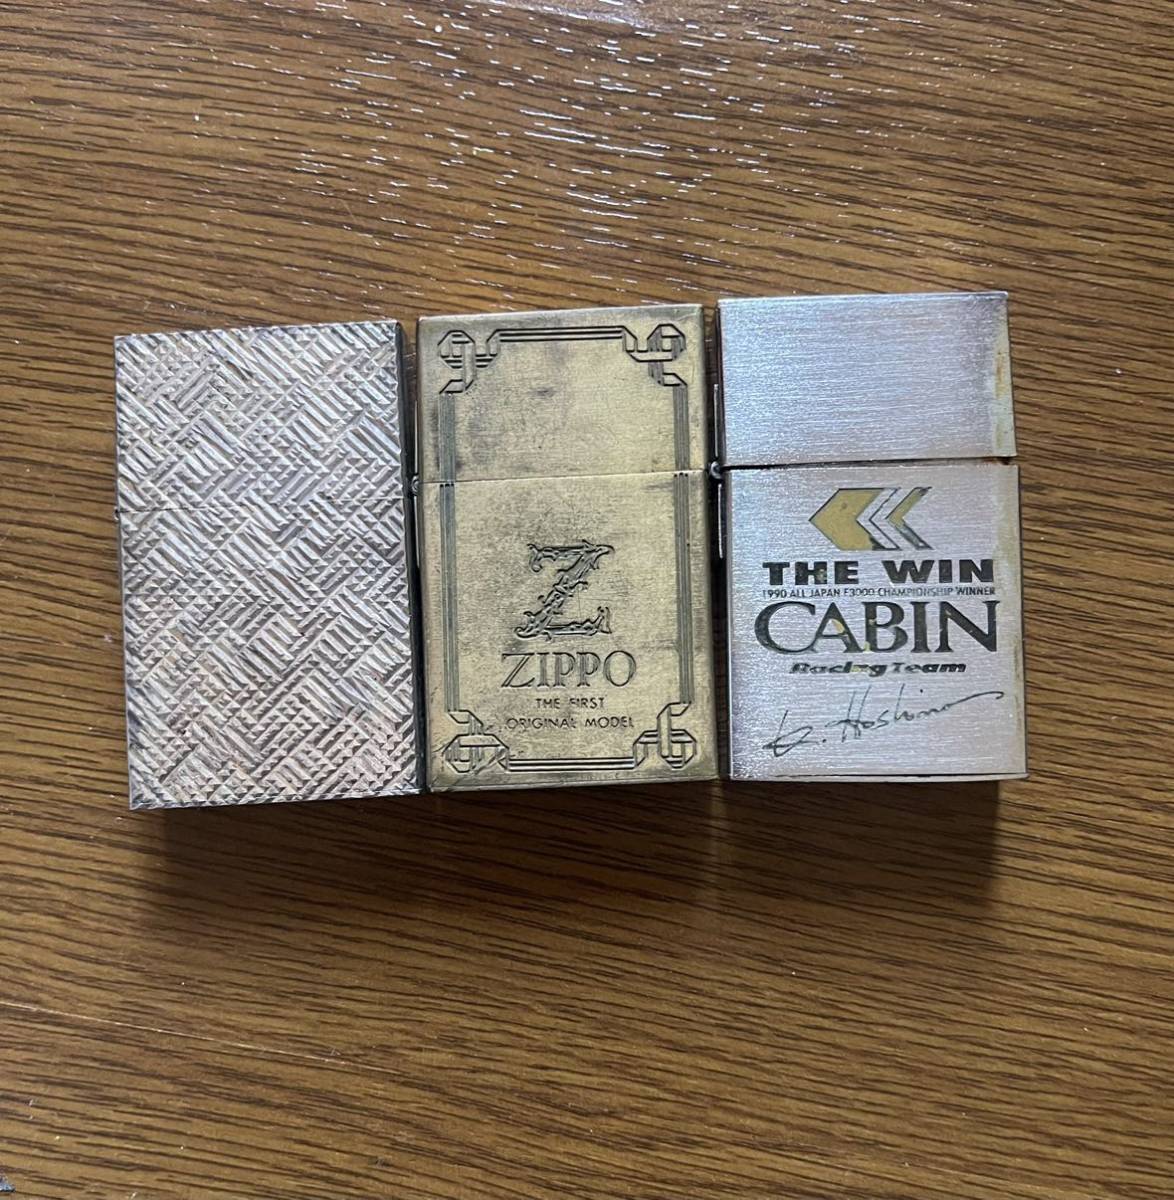 Z
ZIPPO
THE FIRST
ORIGINAL MODEL
THE WIN
1990 ALL JAPAN F3000 CHAMPIONSHIP WINNER
CABIN
Racing Team
K. Hoshino